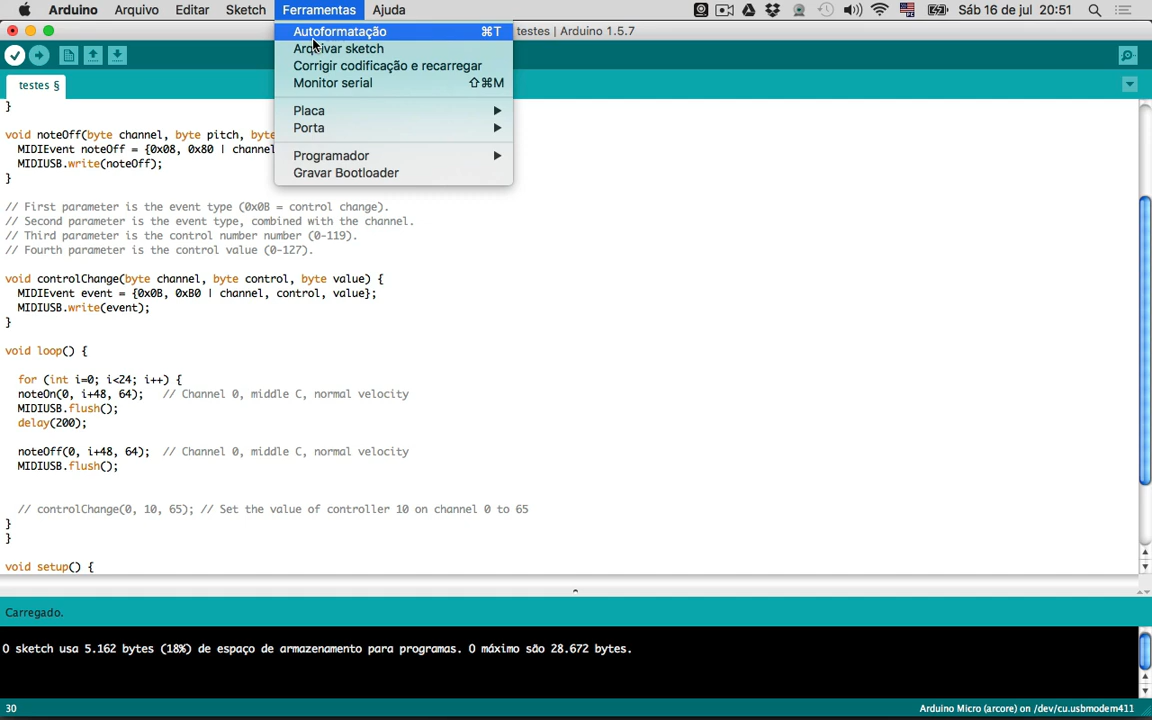 Arduino Arquivo Editar Sketch Ferramentas Ajuda Sáb 16 de jul 20:51
testes | Arduino 1.5.7
Autoformatação ⌘T
Arquivar sketch
Corrigir codificação e recarregar
Monitor serial ⇧⌘M
Placa
Porta
Programador
Gravar Bootloader
testes §
}
void noteOff(byte channel, byte pitch, byte
MIDIEvent noteOff = {0x08, 0x80 | channel
MIDIUSB.write(noteOff);
}
// First parameter is the event type (0x0B = control change).
// Second parameter is the event type, combined with the channel.
// Third parameter is the control number number (0-119).
// Fourth parameter is the control value (0-127).
void controlChange(byte channel, byte control, byte value) {
MIDIEvent event = {0x0B, 0xB0 | channel, control, value};
MIDIUSB.write(event);
}
void loop() {
for (int i=0; i<24; i++) {
noteOn(0, i+48, 64); // Channel 0, middle C, normal velocity
MIDIUSB.flush();
delay(200);
noteOff(0, i+48, 64); // Channel 0, middle C, normal velocity
MIDIUSB.flush();
// controlChange(0, 10, 65); // Set the value of controller 10 on channel 0 to 65
}
}
void setup() {
Carregado.
O sketch usa 5.162 bytes (18%) de espaço de armazenamento para programas. O máximo são 28.672 bytes.
30 Arduino Micro (arcore) on /dev/cu.usbmodem411